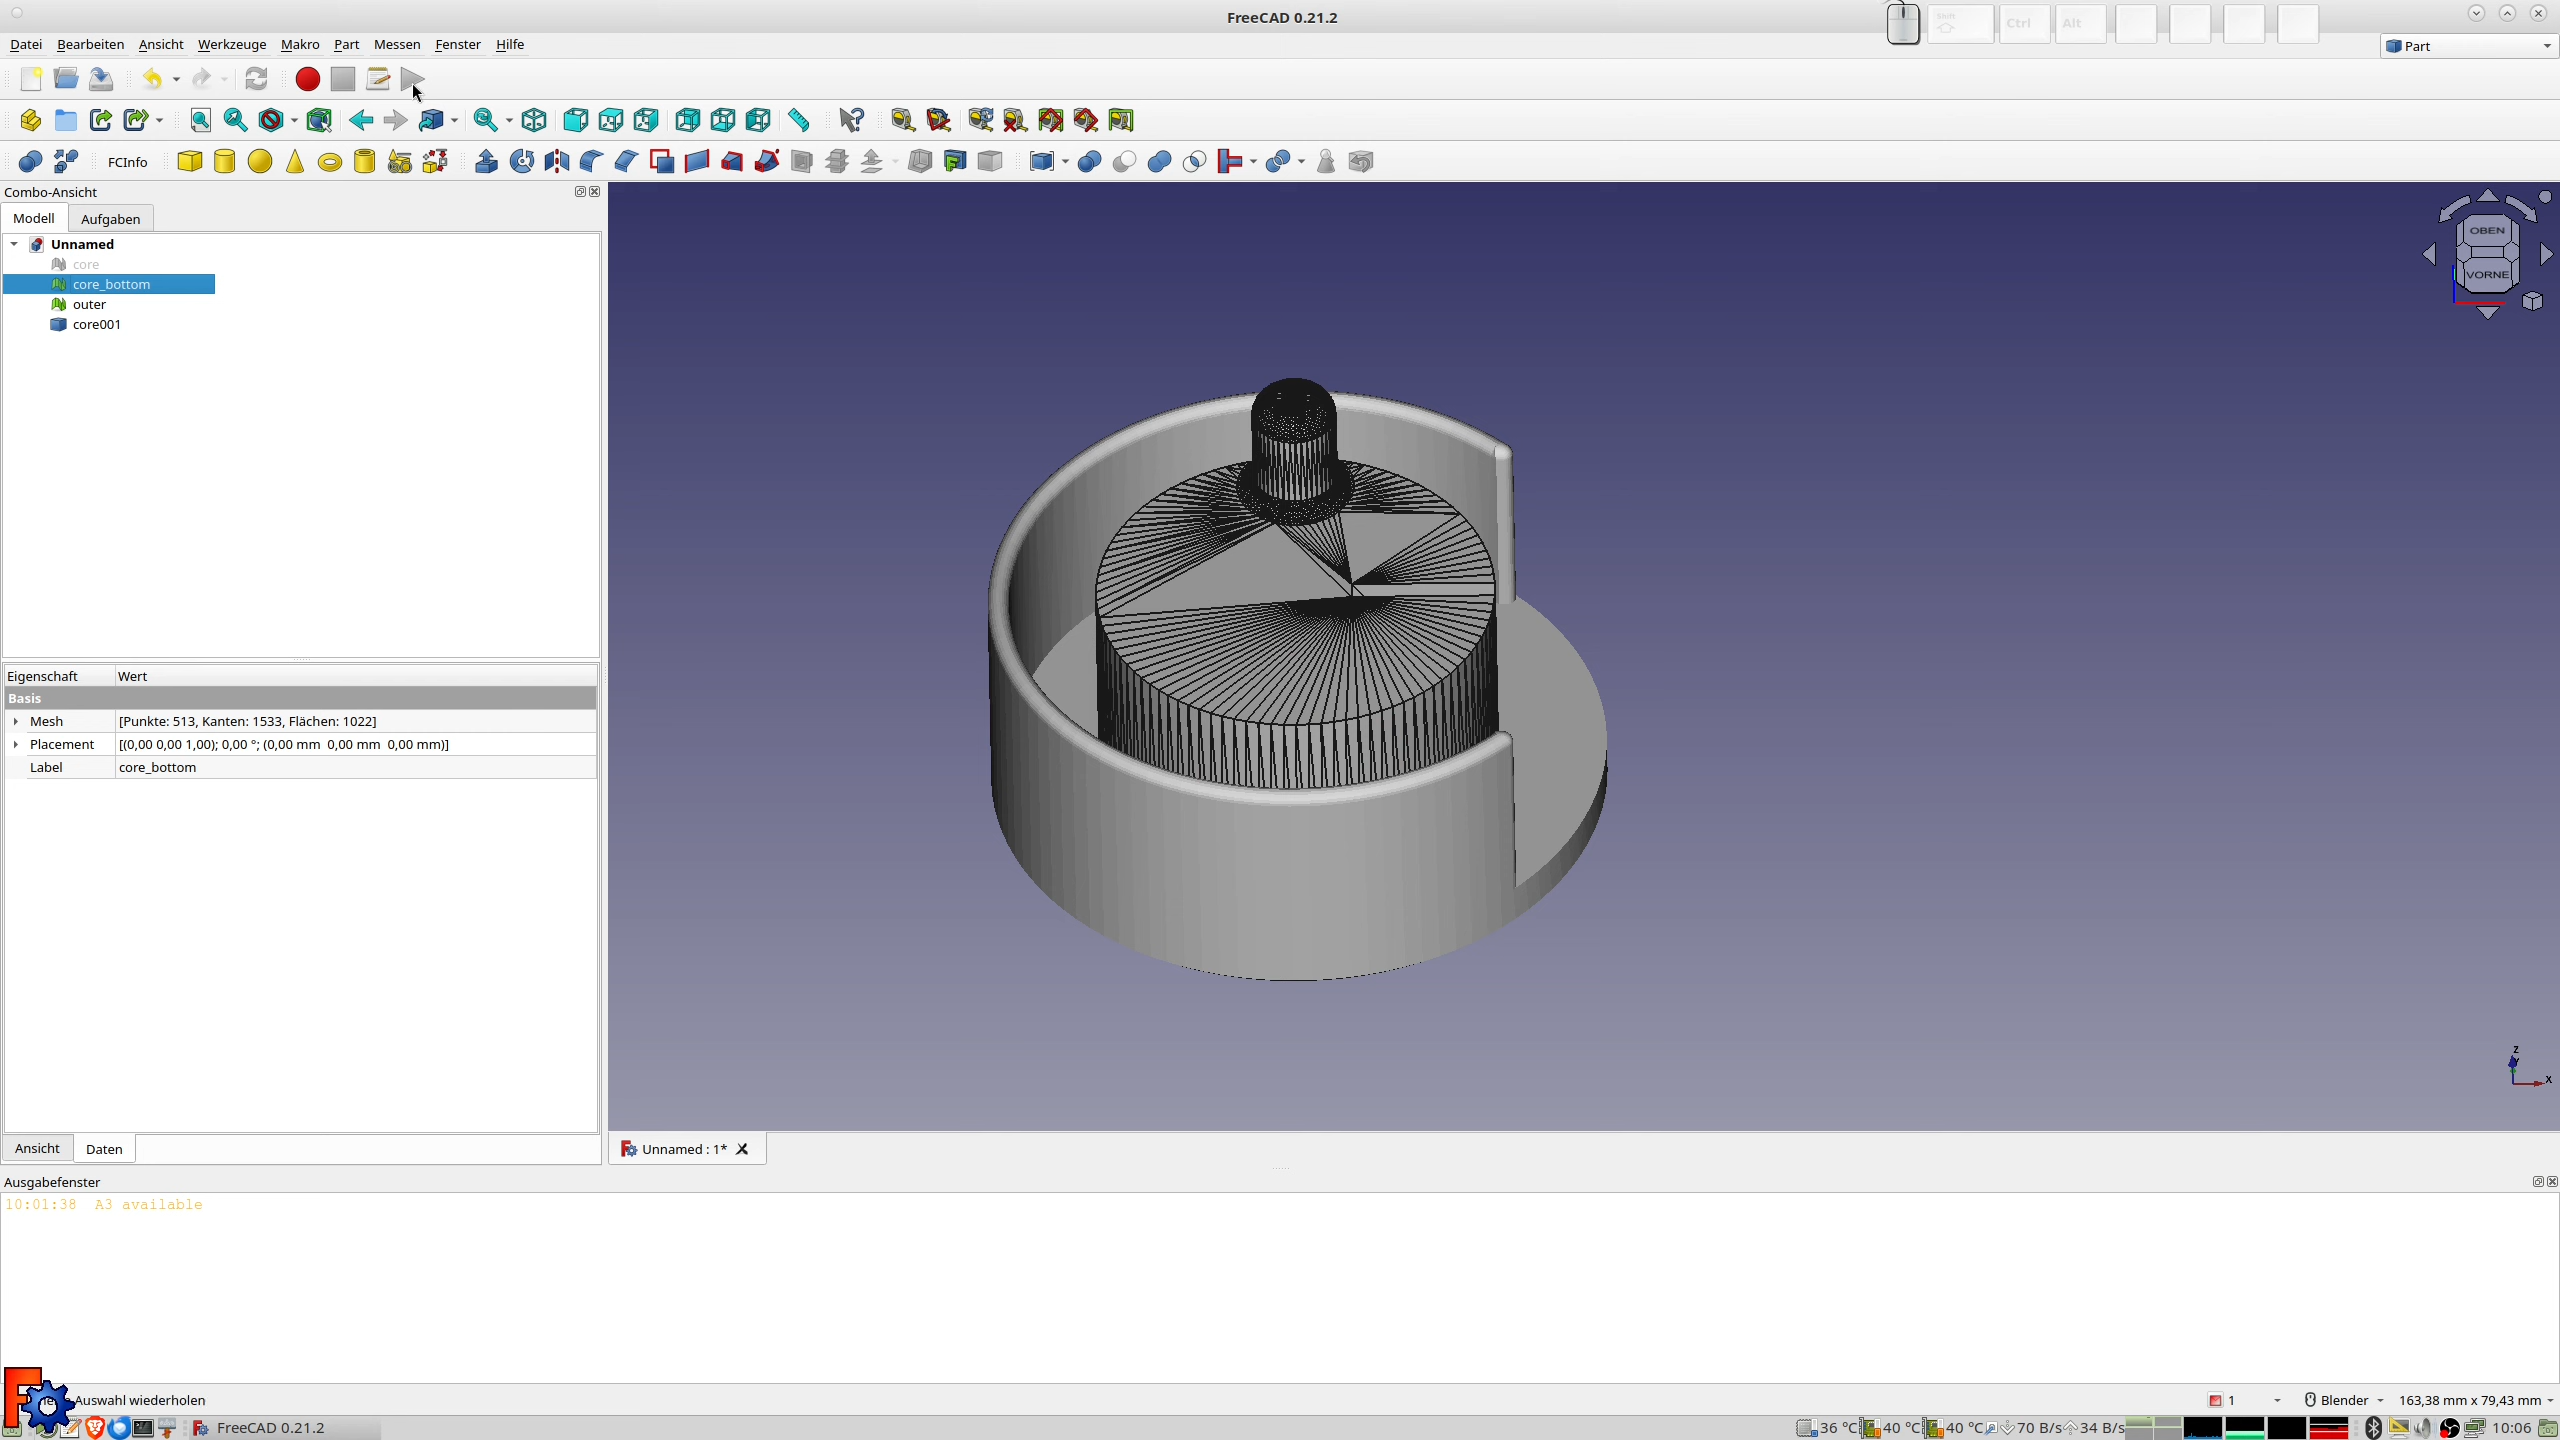 FreeCAD 0.21.2
Shift
Ctrl
Alt
Datei Bearbeiten Ansicht Werkzeuge Makro Part Messen Fenster Hilfe
Part
FCInfo
Combo-Ansicht
Modell Aufgaben
Unnamed
core
core_bottom
outer
core001
OBEN
VORNE
Eigenschaft Wert
Basis
Mesh [Punkte: 513, Kanten: 1533, Flächen: 1022]
Placement [(0,00 0,00 1,00); 0,00 °; (0,00 mm 0,00 mm 0,00 mm)]
Label core_bottom
z
x
Ansicht Daten
Unnamed : 1*
Ausgabefenster
10:01:38 A3 available
Auswahl wiederholen
1 Blender 163,38 mm x 79,43 mm
FreeCAD 0.21.2
36 °C 40 °C 40 °C 70 B/s 34 B/s 10:06